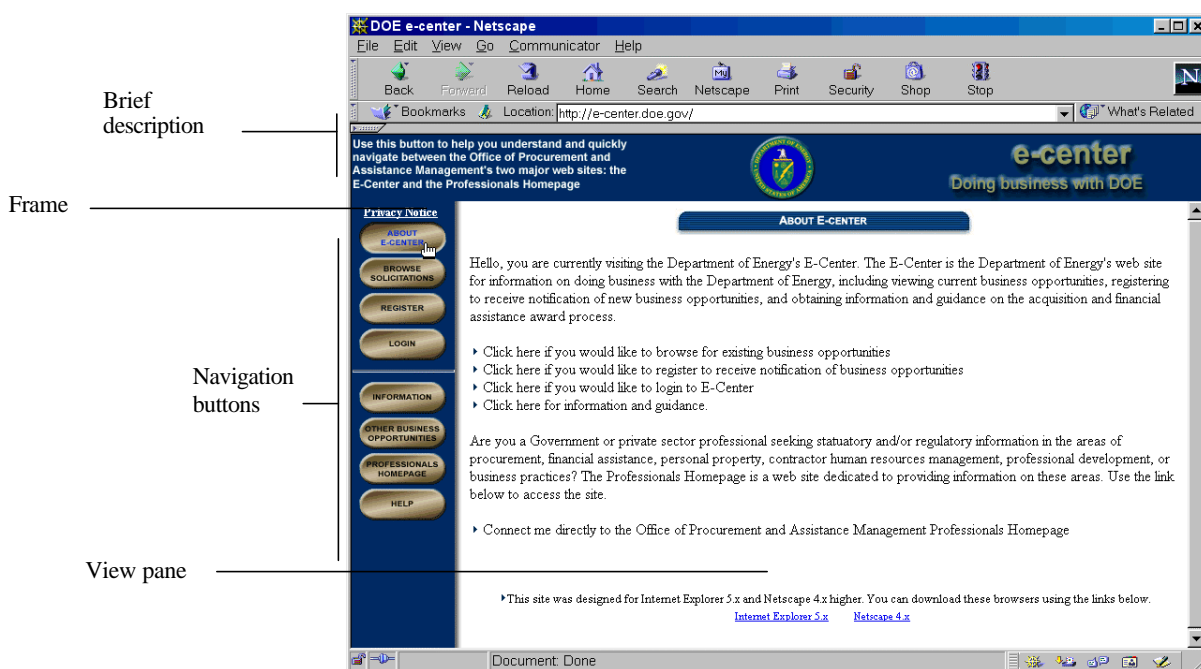 DOE e-center - Netscape
File Edit View Go Communicator Help
Back Forward Reload Home Search Netscape Print Security Shop Stop
My
N
Bookmarks Location: http://e-center.doe.gov/ What's Related
Brief
description
Use this button to help you understand and quickly
navigate between the Office of Procurement and
Assistance Management's two major web sites: the
E-Center and the Professionals Homepage
e-center
Doing business with DOE
Frame
Privacy Notice
ABOUT
E-CENTER
BROWSE
SOLICITATIONS
REGISTER
LOGIN
Navigation
buttons
INFORMATION
OTHER BUSINESS
OPPORTUNITIES
PROFESSIONALS
HOMEPAGE
HELP
ABOUT E-CENTER
Hello, you are currently visiting the Department of Energy's E-Center. The E-Center is the Department of Energy's web site
for information on doing business with the Department of Energy, including viewing current business opportunities, registering
to receive notification of new business opportunities, and obtaining information and guidance on the acquisition and financial
assistance award process.
Click here if you would like to browse for existing business opportunities
Click here if you would like to register to receive notification of business opportunities
Click here if you would like to login to E-Center
Click here for information and guidance.
Are you a Government or private sector professional seeking statuatory and/or regulatory information in the areas of
procurement, financial assistance, personal property, contractor human resources management, professional development, or
business practices? The Professionals Homepage is a web site dedicated to providing information on these areas. Use the link
below to access the site.
Connect me directly to the Office of Procurement and Assistance Management Professionals Homepage
View pane
This site was designed for Internet Explorer 5.x and Netscape 4.x higher. You can download these browsers using the links below.
Internet Explorer 5.x Netscape 4.x
Document: Done